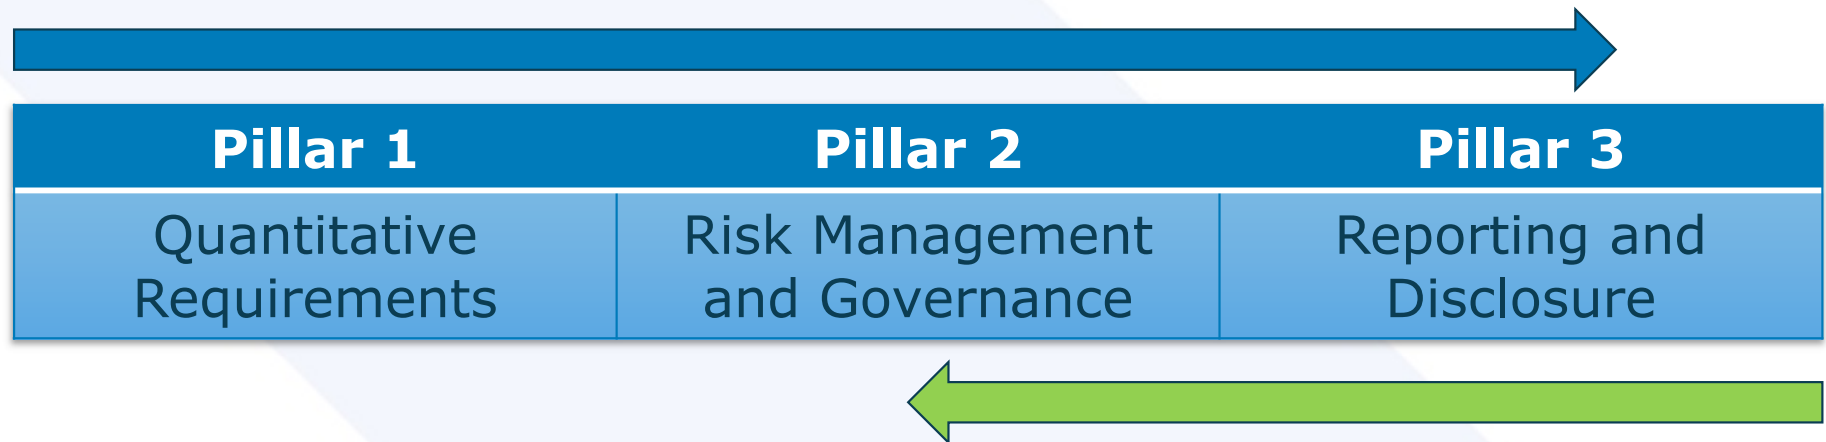 Pillar 1
Pillar 2
Pillar 3
Quantitative
Requirements
Risk Management
and Governance
Reporting and
Disclosure